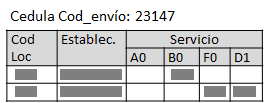 Cedula Cod_envío: 23147
Cod Loc Establec. Servicio
A0 B0 F0 D1